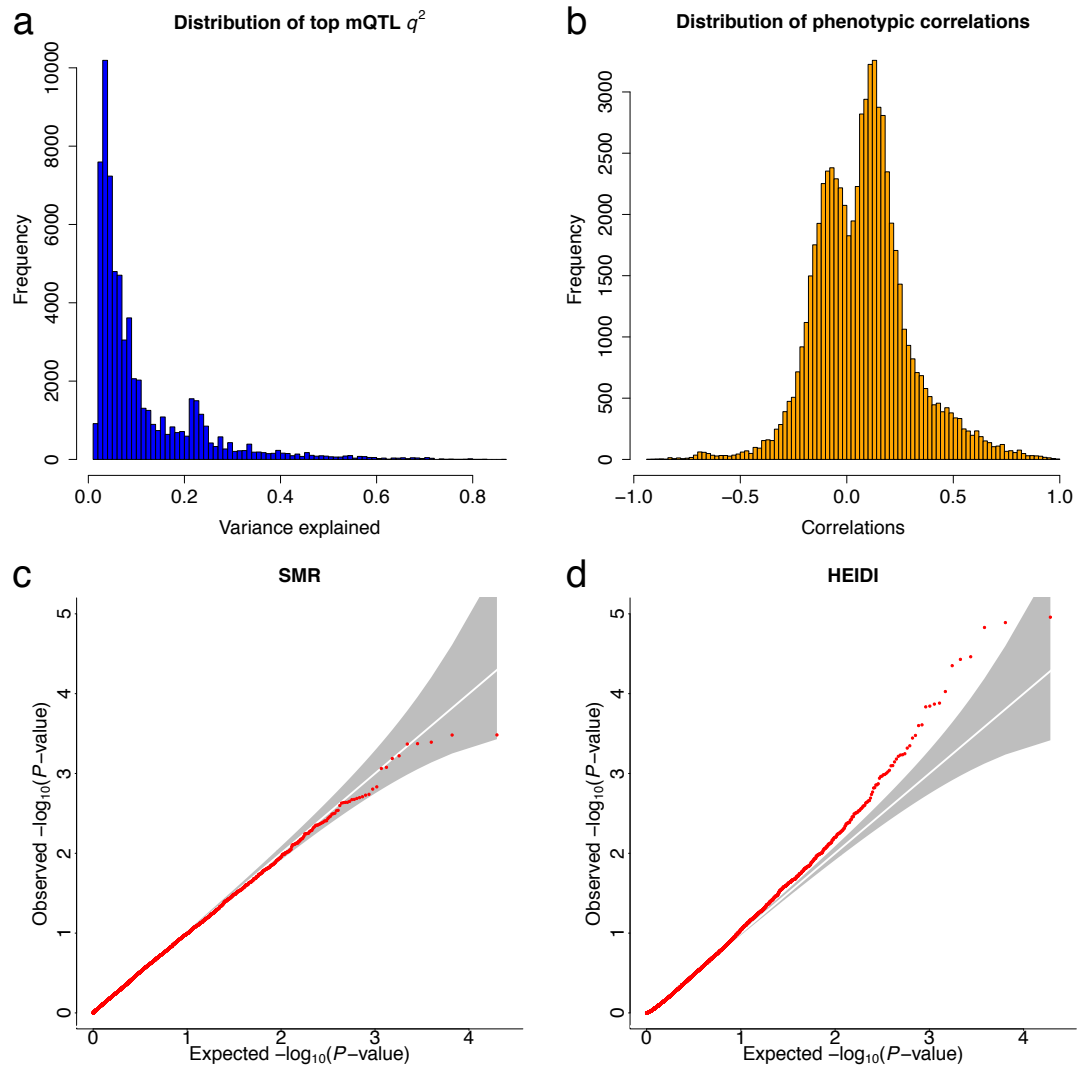 a
Distribution of top mQTL q²
Frequency
0
2000
4000
6000
8000
10000
0.0 0.2 0.4 0.6 0.8
Variance explained
b
Distribution of phenotypic correlations
Frequency
0
500
1000
1500
2000
2500
3000
−1.0 −0.5 0.0 0.5 1.0
Correlations
c
SMR
Observed −log₁₀(P−value)
5
4
3
2
1
0
0 1 2 3 4
Expected −log₁₀(P−value)
d
HEIDI
Observed −log₁₀(P−value)
5
4
3
2
1
0
0 1 2 3 4
Expected −log₁₀(P−value)